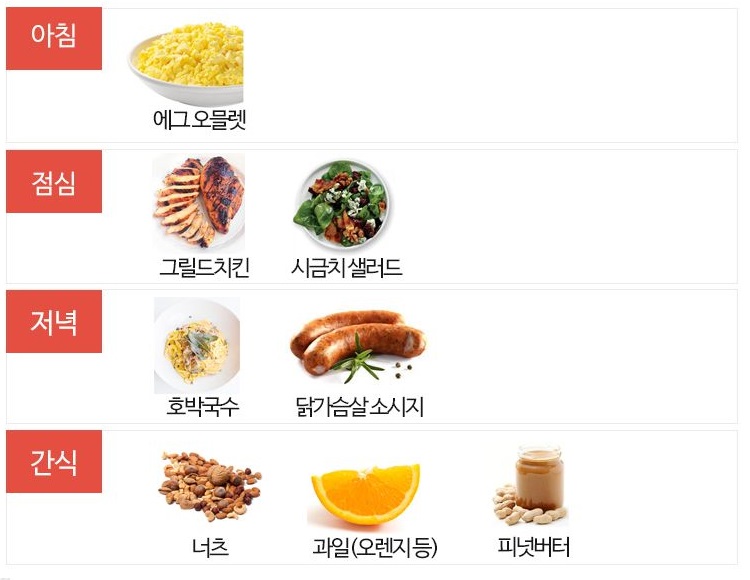 아침
에그 오믈렛
점심
그릴드치킨
시금치 샐러드
저녁
호박국수
닭가슴살 소시지
간식
너츠
과일(오렌지 등)
피넛버터